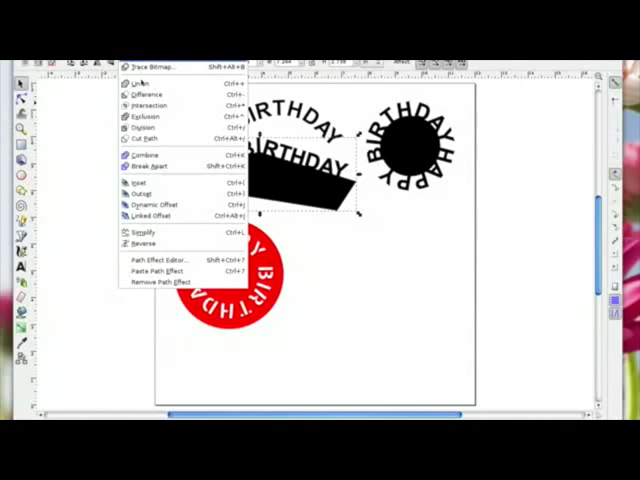 Trace Bitmap... Shift+Alt+B
Union Ctrl++
Difference Ctrl+-
Intersection Ctrl+*
Exclusion Ctrl+^
Division Ctrl+/
Cut Path Ctrl+Alt+/
Combine Ctrl+K
Break Apart Shift+Ctrl+K
Inset Ctrl+(
Outset Ctrl+)
Dynamic Offset Ctrl+J
Linked Offset Ctrl+Alt+J
Simplify Ctrl+L
Reverse
Path Effect Editor... Shift+Ctrl+7
Paste Path Effect Ctrl+7
Remove Path Effect
BIRTHDAY
BIRTHDAY
HAPPY BIRTHDAY
Y BIRTHDA